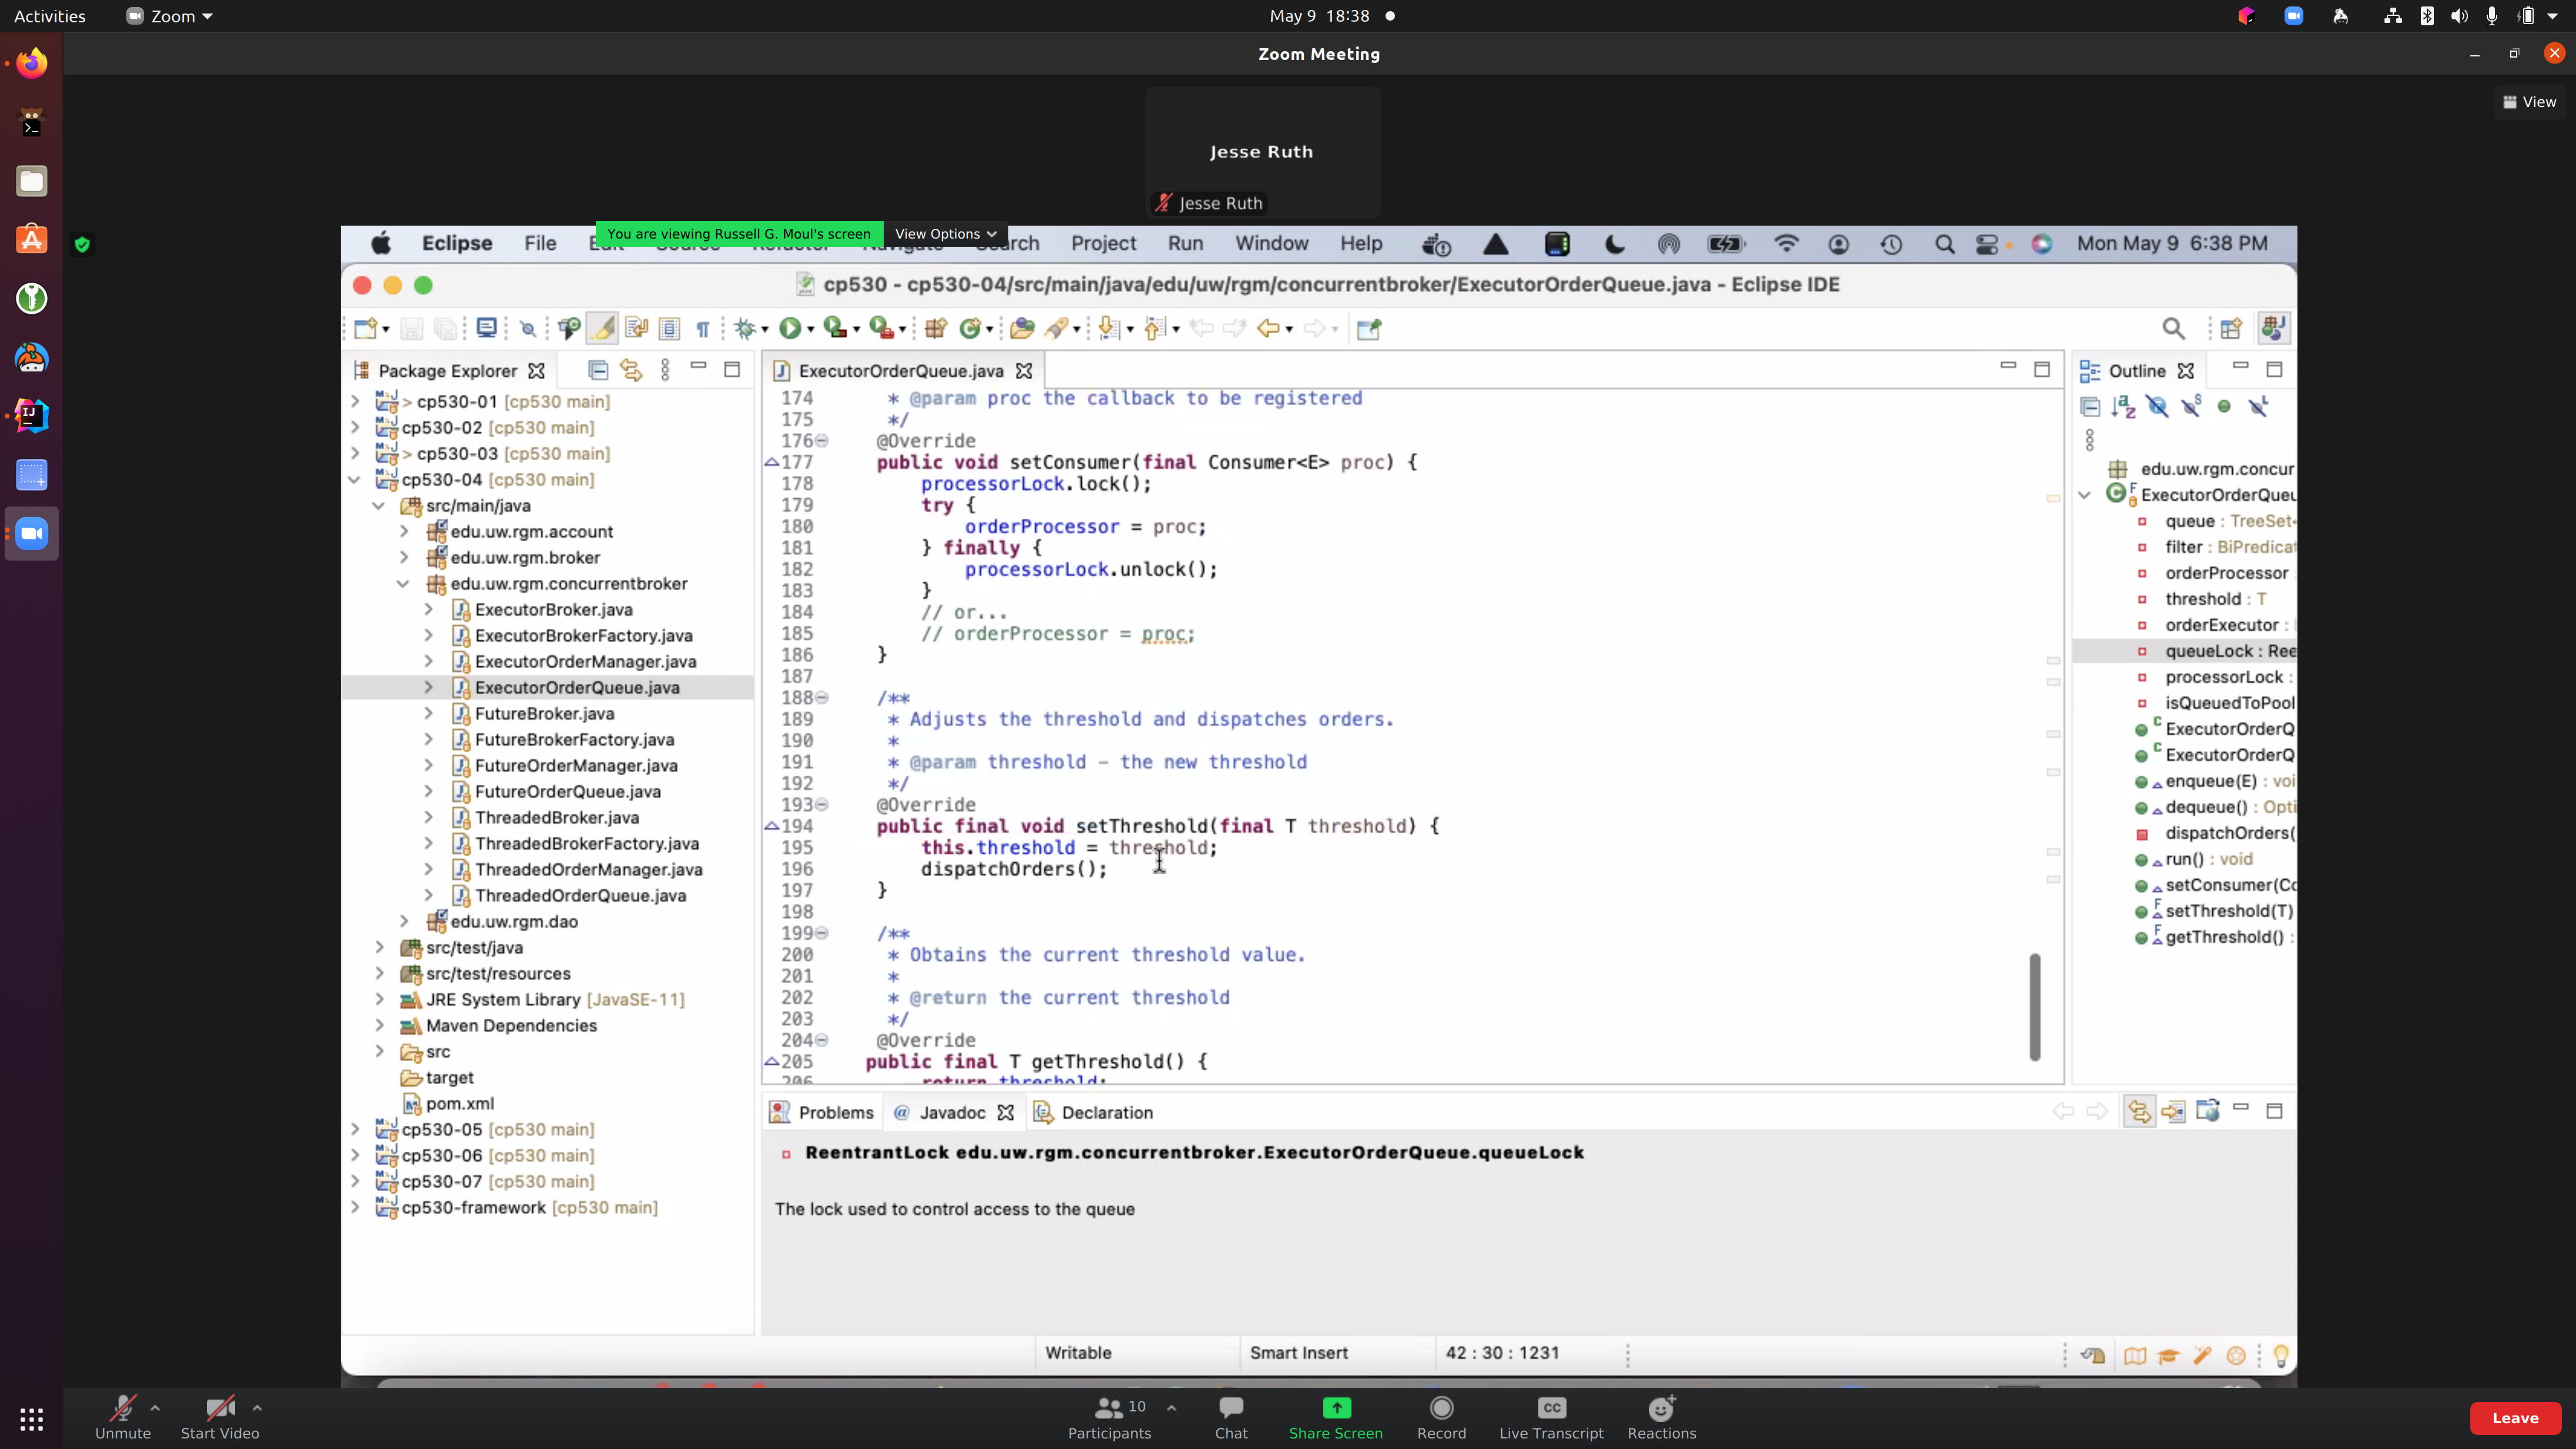 Activities
Zoom
May 9 18:38
Zoom Meeting
View
Jesse Ruth
Jesse Ruth
You are viewing Russell G. Moul's screen
View Options
Eclipse File Project Run Window Help
Mon May 9 6:38 PM
cp530 - cp530-04/src/main/java/edu/uw/rgm/concurrentbroker/ExecutorOrderQueue.java - Eclipse IDE
Package Explorer
> cp530-01 [cp530 main]
cp530-02 [cp530 main]
> cp530-03 [cp530 main]
cp530-04 [cp530 main]
src/main/java
edu.uw.rgm.account
edu.uw.rgm.broker
edu.uw.rgm.concurrentbroker
ExecutorBroker.java
ExecutorBrokerFactory.java
ExecutorOrderManager.java
ExecutorOrderQueue.java
FutureBroker.java
FutureBrokerFactory.java
FutureOrderManager.java
FutureOrderQueue.java
ThreadedBroker.java
ThreadedBrokerFactory.java
ThreadedOrderManager.java
ThreadedOrderQueue.java
edu.uw.rgm.dao
src/test/java
src/test/resources
JRE System Library [JavaSE-11]
Maven Dependencies
src
target
pom.xml
cp530-05 [cp530 main]
cp530-06 [cp530 main]
cp530-07 [cp530 main]
cp530-framework [cp530 main]
ExecutorOrderQueue.java
174 * @param proc the callback to be registered
175 */
176 @Override
177 public void setConsumer(final Consumer<E> proc) {
178 processorLock.lock();
179 try {
180 orderProcessor = proc;
181 } finally {
182 processorLock.unlock();
183 }
184 // or...
185 // orderProcessor = proc;
186 }
187
188 /**
189 * Adjusts the threshold and dispatches orders.
190 *
191 * @param threshold - the new threshold
192 */
193 @Override
194 public final void setThreshold(final T threshold) {
195 this.threshold = threshold;
196 dispatchOrders();
197 }
198
199 /**
200 * Obtains the current threshold value.
201 *
202 * @return the current threshold
203 */
204 @Override
205 public final T getThreshold() {
206 return threshold;
Outline
edu.uw.rgm.concur
ExecutorOrderQueu
queue : TreeSet<
filter : BiPredicat
orderProcessor
threshold : T
orderExecutor :
queueLock : Ree
processorLock :
isQueuedToPool
ExecutorOrderQ
ExecutorOrderQ
enqueue(E) : voi
dequeue() : Opti
dispatchOrders(
run() : void
setConsumer(Co
setThreshold(T)
getThreshold() :
Problems
@ Javadoc
Declaration
ReentrantLock edu.uw.rgm.concurrentbroker.ExecutorOrderQueue.queueLock
The lock used to control access to the queue
Writable
Smart Insert
42 : 30 : 1231
Unmute
Start Video
10
Participants
Chat
Share Screen
Record
CC
Live Transcript
Reactions
Leave